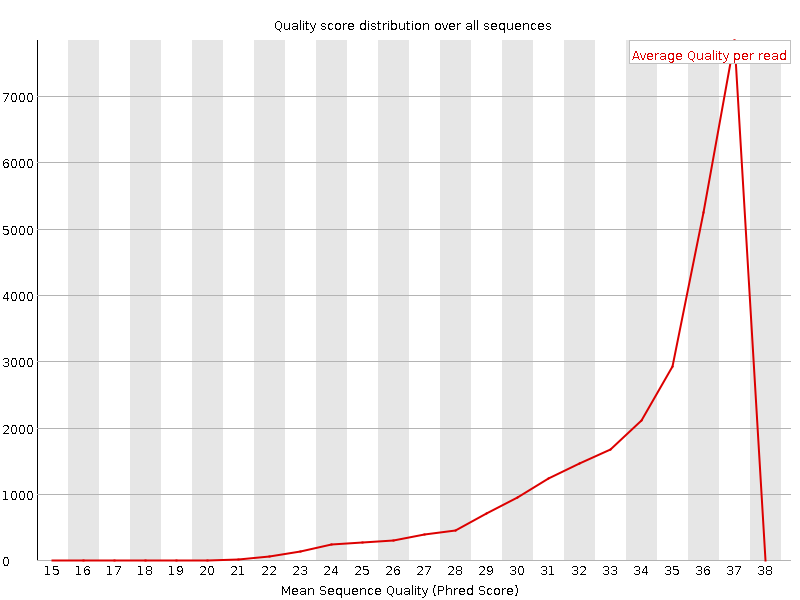 Quality score distribution over all sequences
Average Quality per read
7000
6000
5000
4000
3000
2000
1000
0
15 16 17 18 19 20 21 22 23 24 25 26 27 28 29 30 31 32 33 34 35 36 37 38
Mean Sequence Quality (Phred Score)